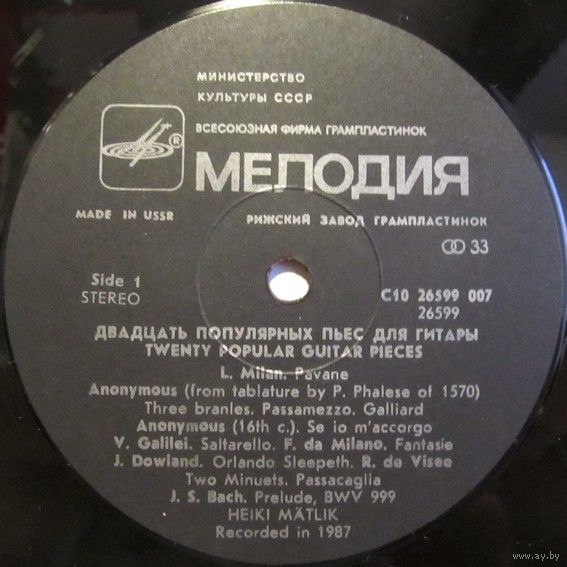 МИНИСТЕРСТВО
КУЛЬТУРЫ СССР
ВСЕСОЮЗНАЯ ФИРМА ГРАМПЛАСТИНОК
®
МЕЛОДИЯ
MADE IN USSR
РИЖСКИЙ ЗАВОД ГРАМПЛАСТИНОК
33
Side 1
STEREO
С10 26599 007
26599
ДВАДЦАТЬ ПОПУЛЯРНЫХ ПЬЕС ДЛЯ ГИТАРЫ
TWENTY POPULAR GUITAR PIECES
L. Milan. Pavane
Anonymous (from tablature by P. Phalese of 1570)
Three branles. Passamezzo. Galliard
Anonymous (16th c.). Se io m'accorgo
V. Galilei. Saltarello. F. da Milano. Fantasie
J. Dowland. Orlando Sleepeth. R. de Visee
Two Minuets. Passacaglia
J. S. Bach. Prelude, BWV 999
HEIKI MÄTLIK
Recorded in 1987
www.ay.by